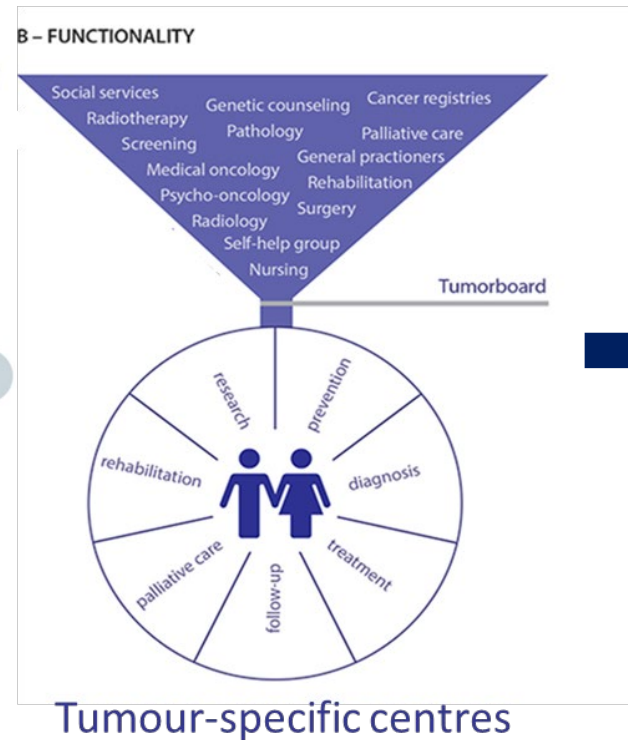 B – FUNCTIONALITY
Social services
Genetic counseling
Cancer registries
Radiotherapy
Pathology
Palliative care
Screening
General practioners
Medical oncology
Rehabilitation
Psycho-oncology
Surgery
Radiology
Self-help group
Nursing
Tumorboard
research
prevention
rehabilitation
diagnosis
palliative care
treatment
follow-up
Tumour-specific centres